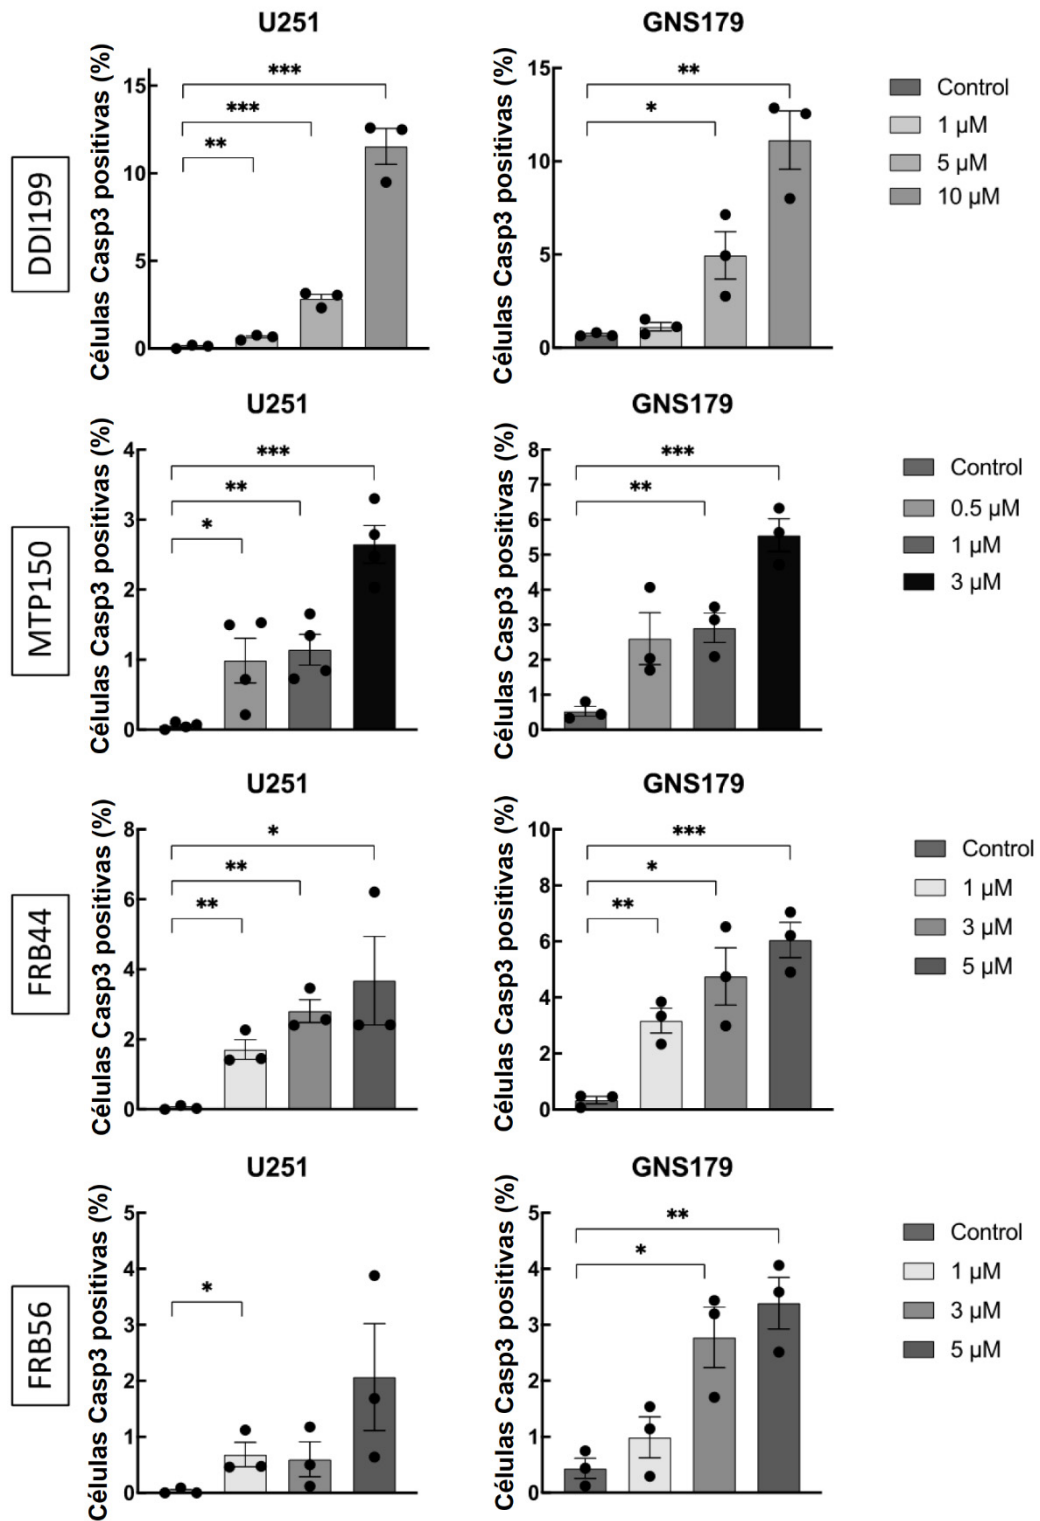 U251
GNS179
DDI199
Células Casp3 positivas (%)
15
10
5
0
**
***
***
Células Casp3 positivas (%)
15
10
5
0
*
**
Control
1 µM
5 µM
10 µM
U251
GNS179
MTP150
Células Casp3 positivas (%)
4
3
2
1
0
*
**
***
Células Casp3 positivas (%)
8
7
6
5
4
3
2
1
0
**
***
Control
0.5 µM
1 µM
3 µM
U251
GNS179
FRB44
Células Casp3 positivas (%)
8
6
4
2
0
**
**
*
Células Casp3 positivas (%)
10
8
6
4
2
0
**
*
***
Control
1 µM
3 µM
5 µM
U251
GNS179
FRB56
Células Casp3 positivas (%)
5
4
3
2
1
0
*
Células Casp3 positivas (%)
5
4
3
2
1
0
*
**
Control
1 µM
3 µM
5 µM